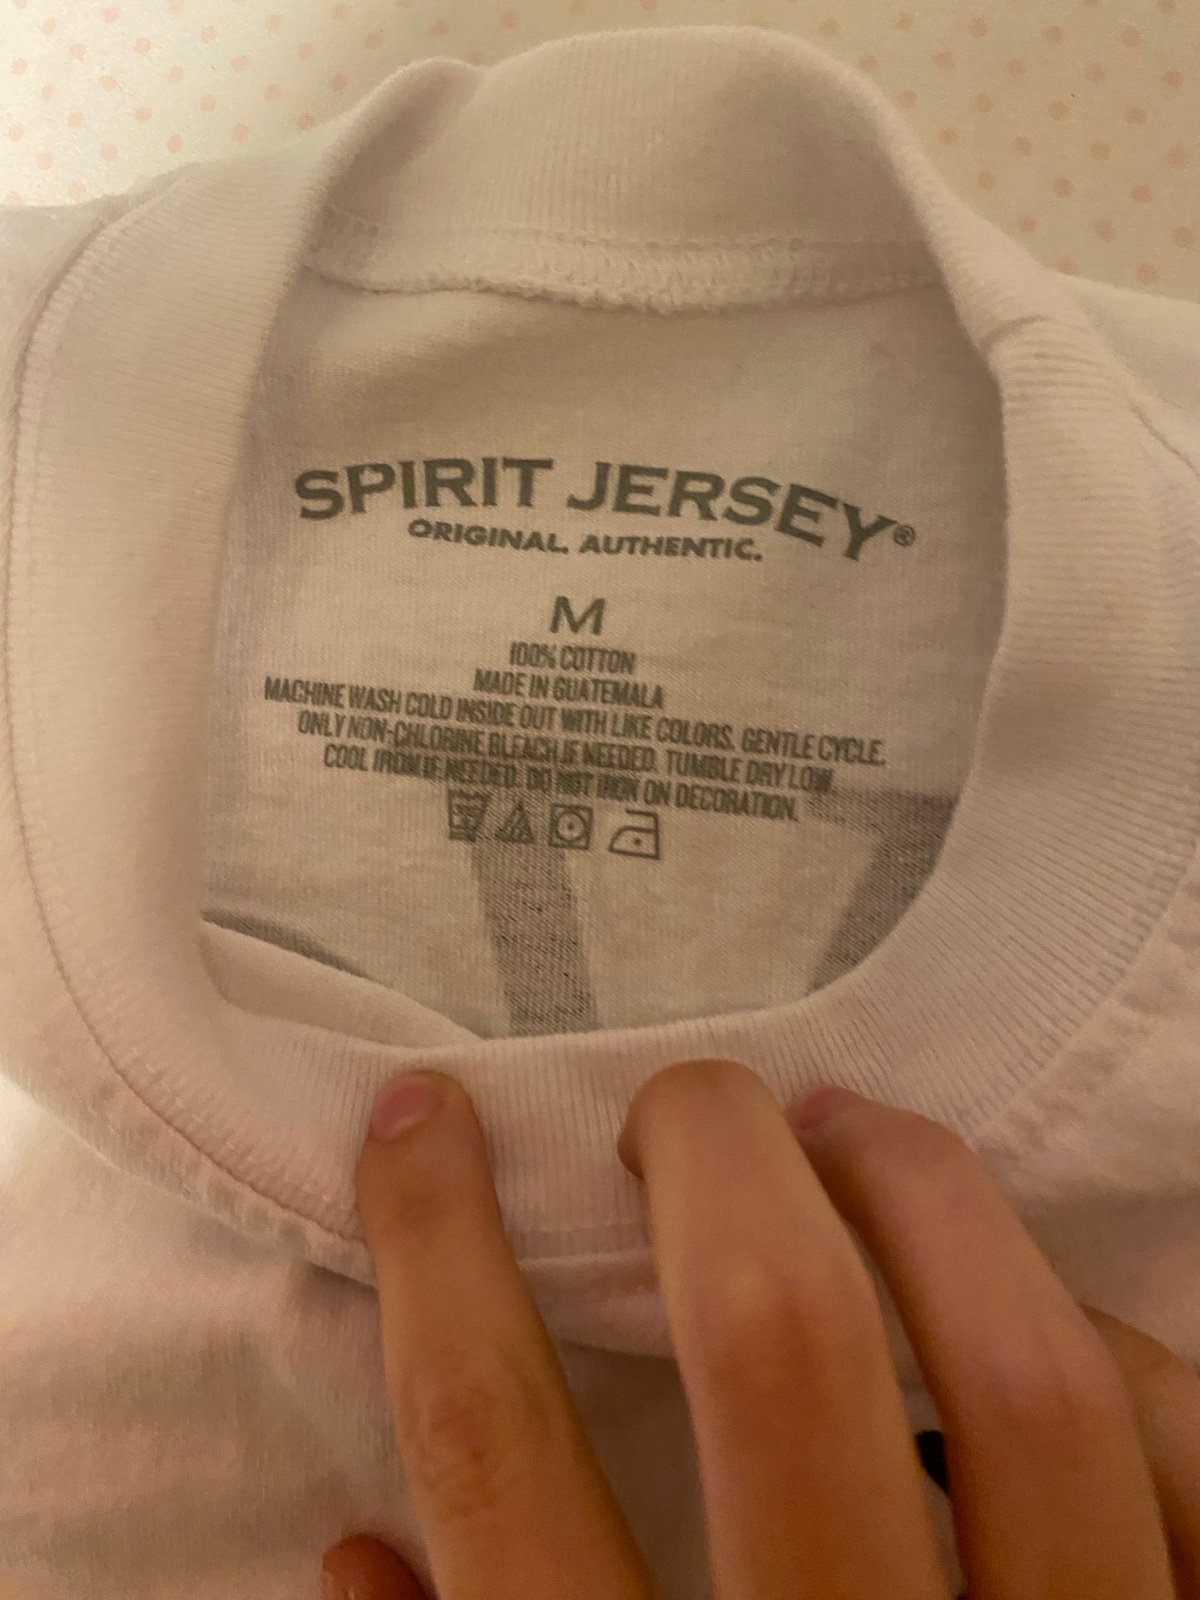 SPIRIT JERSEY®
ORIGINAL. AUTHENTIC.
M
100% COTTON
MADE IN GUATEMALA
MACHINE WASH COLD INSIDE OUT WITH LIKE COLORS. GENTLE CYCLE.
ONLY NON-CHLORINE BLEACH IF NEEDED. TUMBLE DRY LOW.
COOL IRON IF NEEDED. DO NOT IRON ON DECORATION.